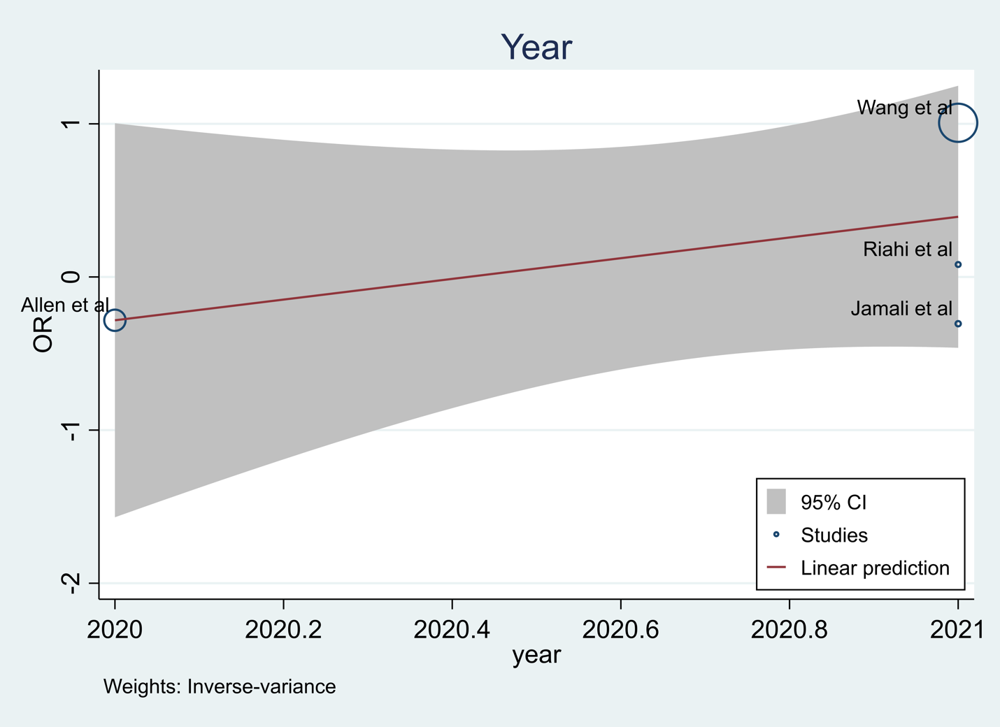 Year
1
0
-1
-2
OR
Wang et al
Riahi et al
Jamali et al
Allen et al
95% CI
Studies
Linear prediction
2020 2020.2 2020.4 2020.6 2020.8 2021
year
Weights: Inverse-variance